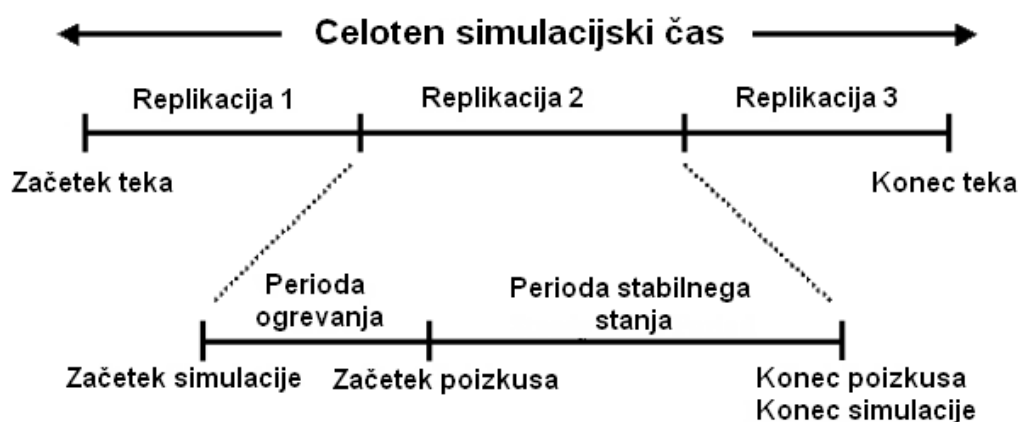 Celoten simulacijski čas
Replikacija 1
Replikacija 2
Replikacija 3
Začetek teka
Konec teka
Perioda
ogrevanja
Perioda stabilnega
stanja
Začetek simulacije
Začetek poizkusa
Konec poizkusa
Konec simulacije